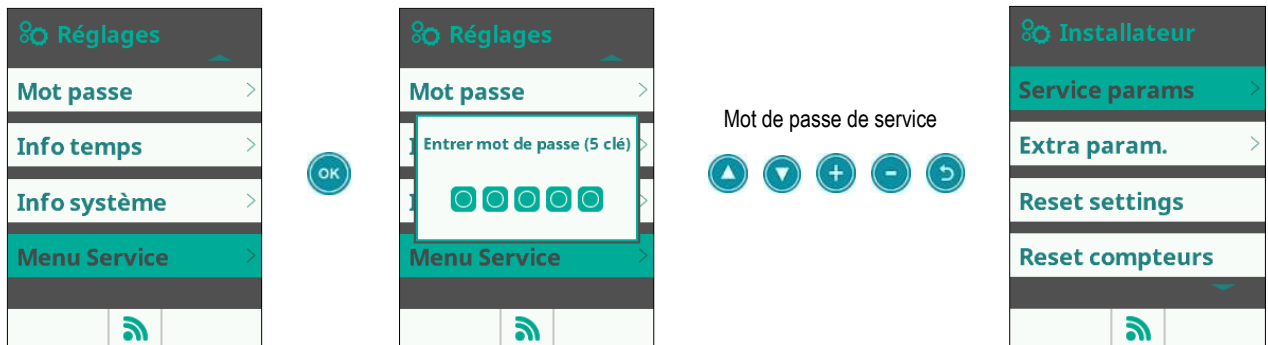 Réglages
Mot passe
Info temps
Info système
Menu Service
OK
Réglages
Mot passe
Entrer mot de passe (5 clé)
Menu Service
Mot de passe de service
Installateur
Service params
Extra param.
Reset settings
Reset compteurs